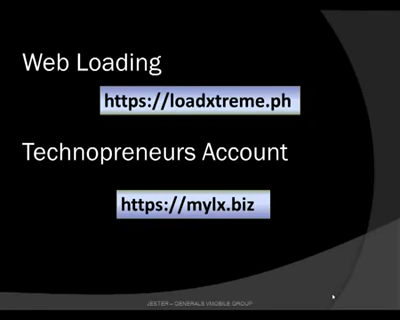 Web Loading
https://loadxtreme.ph
Technopreneurs Account
https://mylx.biz
JESTER – GENERALS VMOBILE GROUP